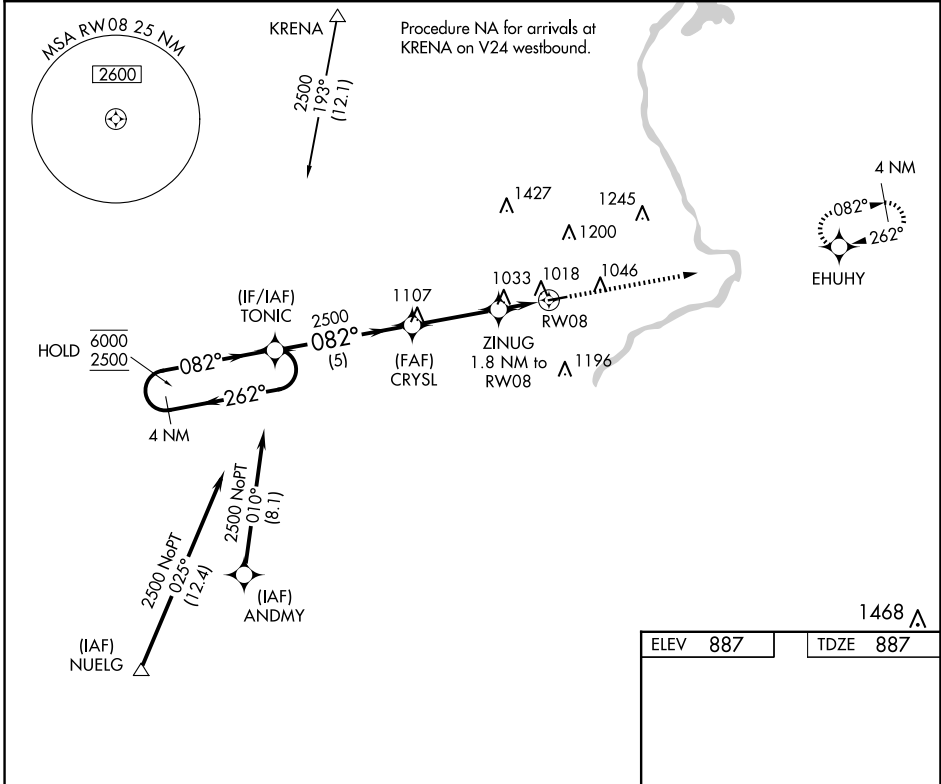 MSA RW08 25 NM
2600
KRENA
2500
193°
(12.1)
Procedure NA for arrivals at
KRENA on V24 westbound.
1427
1245
1200
4 NM
082°
262°
EHUHY
1033
1018
1046
1107
RW08
ZINUG
1.8 NM to
RW08
1196
(IF/IAF)
TONIC
2500
082°
(5)
(FAF)
CRYSL
HOLD
6000
2500
082°
262°
4 NM
2500 NoPT
025°
(12.4)
2500 NoPT
010°
(8.1)
(IAF)
ANDMY
(IAF)
NUELG
1468
ELEV 887
TDZE 887